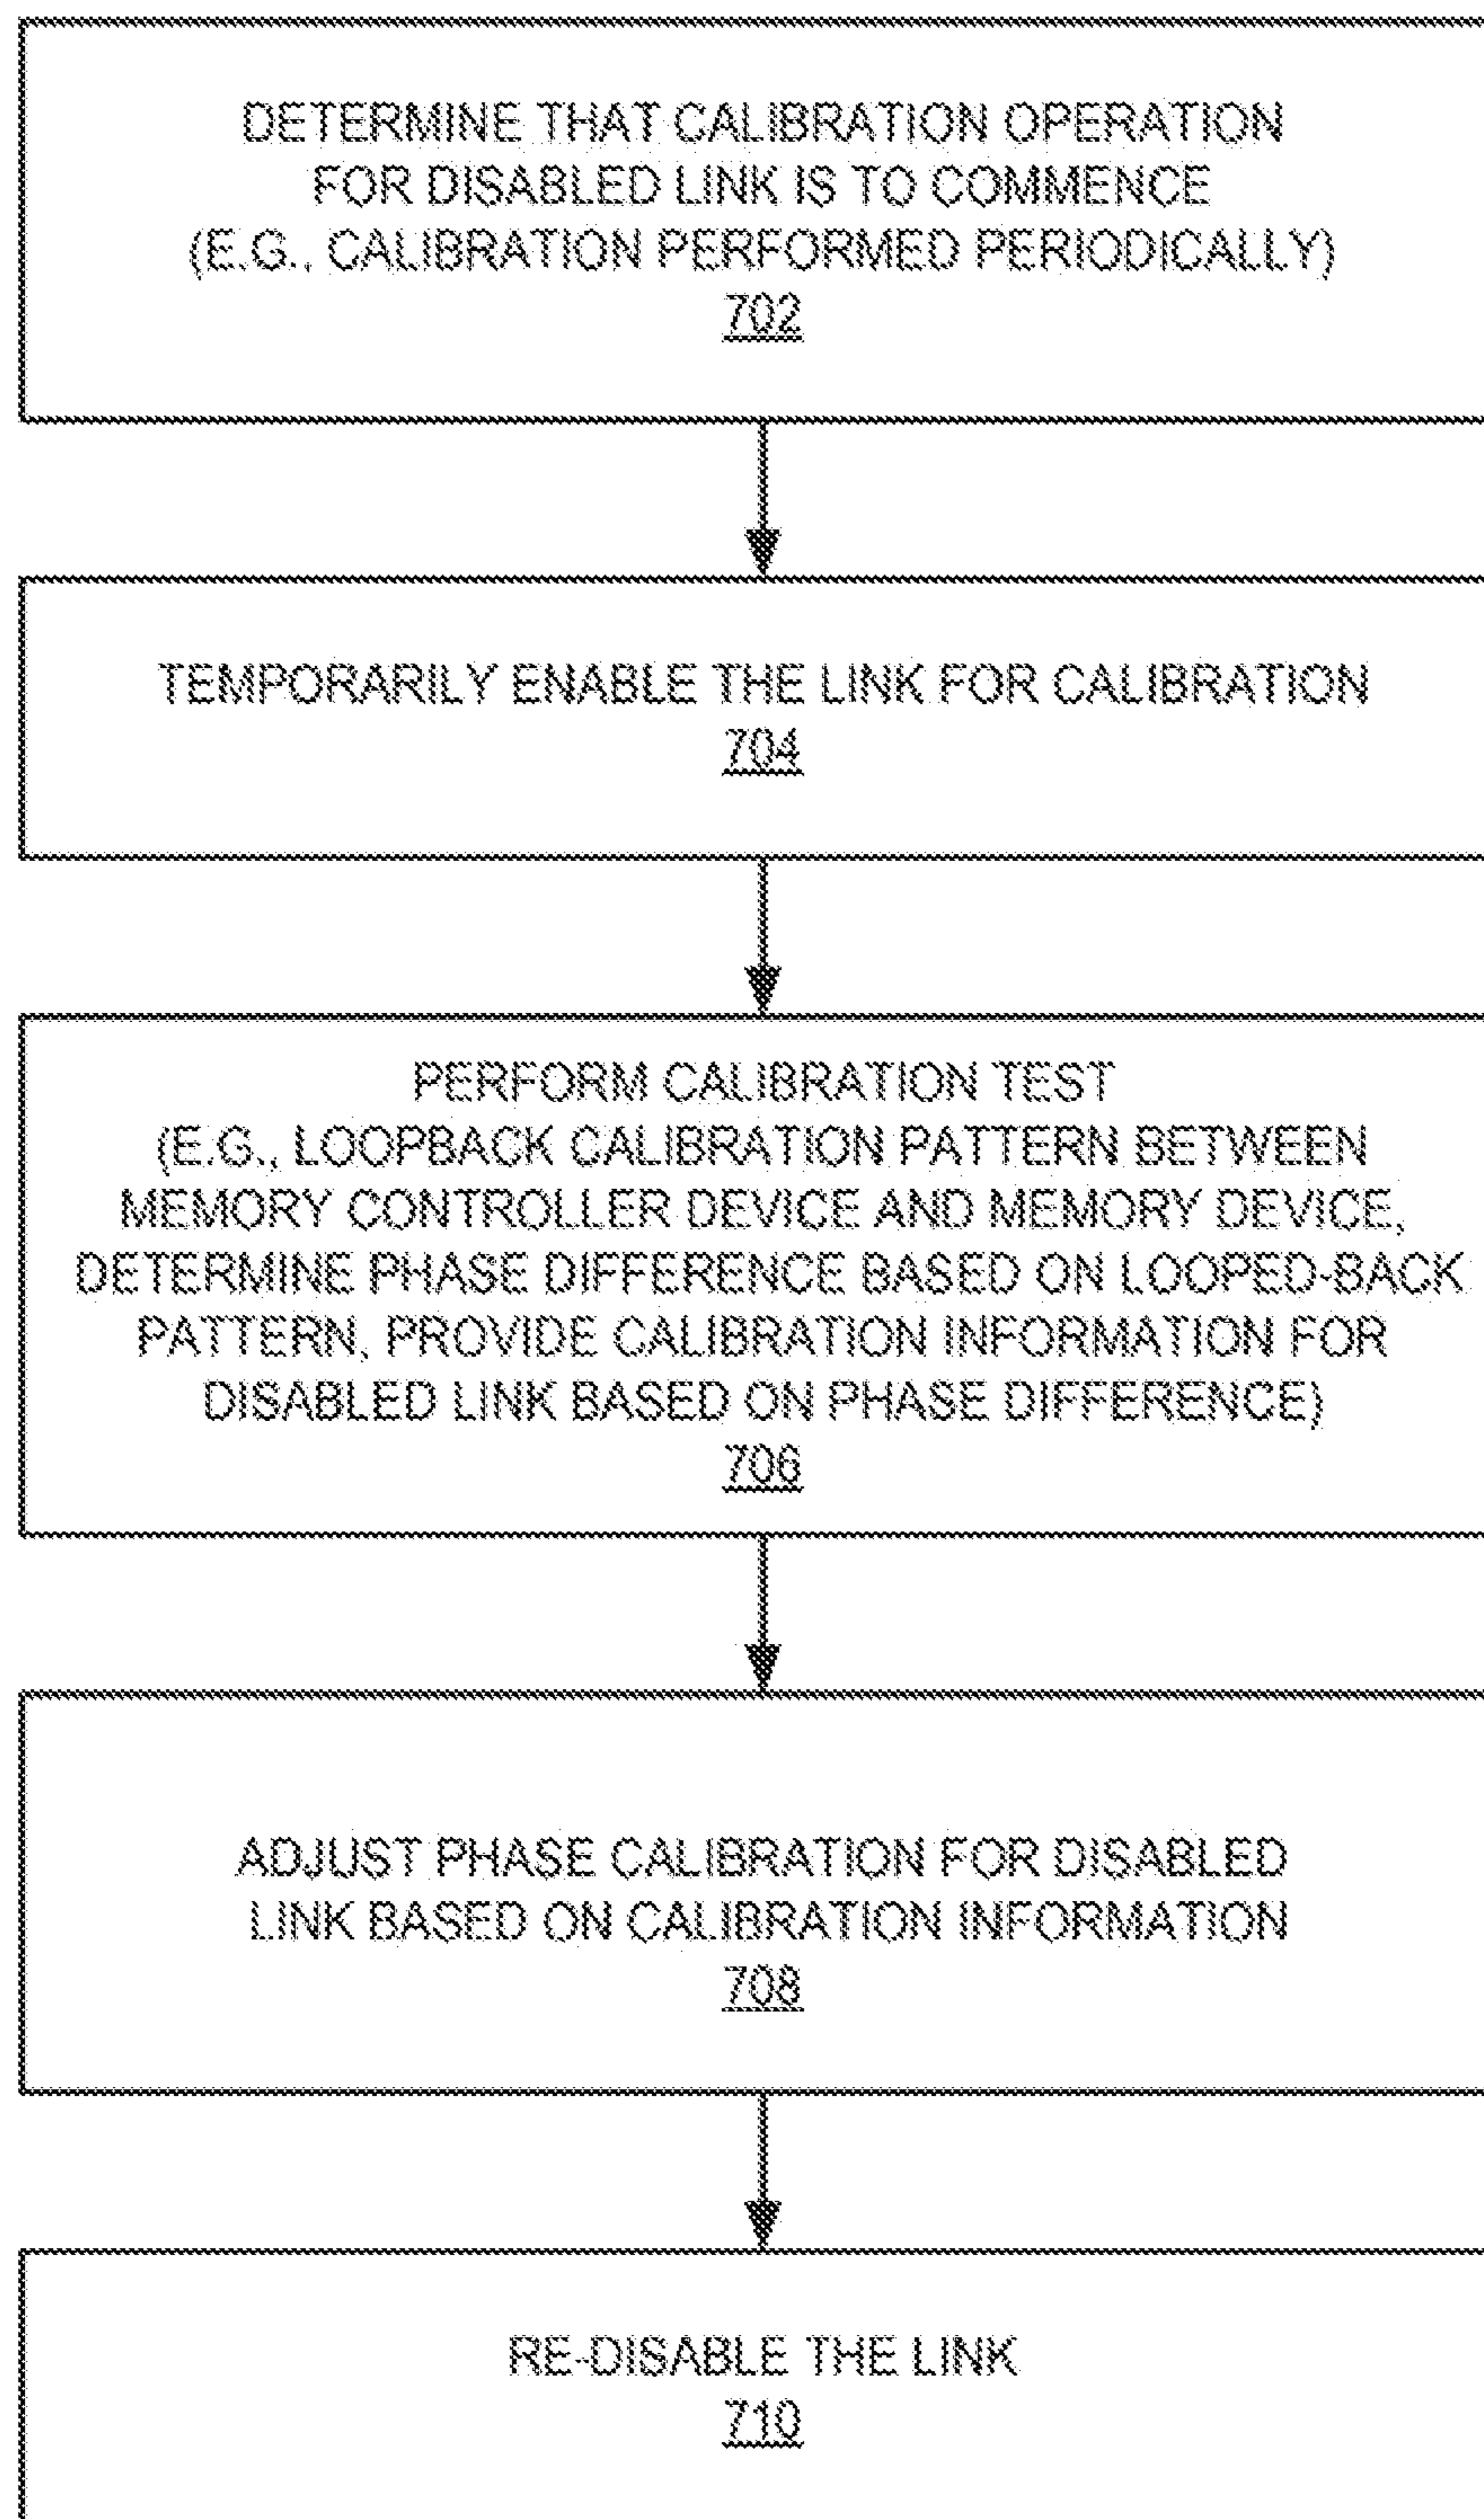 DETERMINE THAT CALIBRATION OPERATION
FOR DISABLED LINK IS TO COMMENCE
(E.G., CALIBRATION PERFORMED PERIODICALLY)
702
TEMPORARILY ENABLE THE LINK FOR CALIBRATION
704
PERFORM CALIBRATION TEST
(E.G., LOOPBACK CALIBRATION PATTERN BETWEEN
MEMORY CONTROLLER DEVICE AND MEMORY DEVICE,
DETERMINE PHASE DIFFERENCE BASED ON LOOPED-BACK
PATTERN, PROVIDE CALIBRATION INFORMATION FOR
DISABLED LINK BASED ON PHASE DIFFERENCE)
706
ADJUST PHASE CALIBRATION FOR DISABLED
LINK BASED ON CALIBRATION INFORMATION
708
RE-DISABLE THE LINK
710